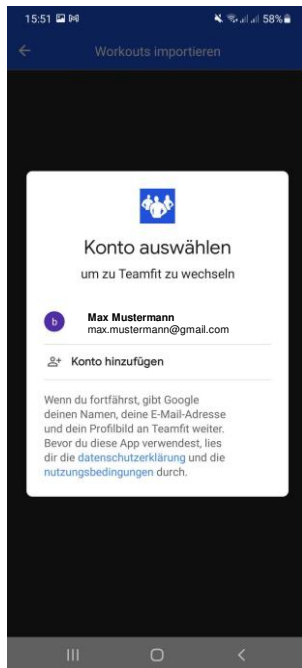 15:51 58%
Workouts importieren
Konto auswählen
um zu Teamfit zu wechseln
b
Max Mustermann
max.mustermann@gmail.com
Konto hinzufügen
Wenn du fortfährst, gibt Google
deinen Namen, deine E-Mail-Adresse
und dein Profilbild an Teamfit weiter.
Bevor du diese App verwendest, lies
dir die datenschutzerklärung und die
nutzungsbedingungen durch.